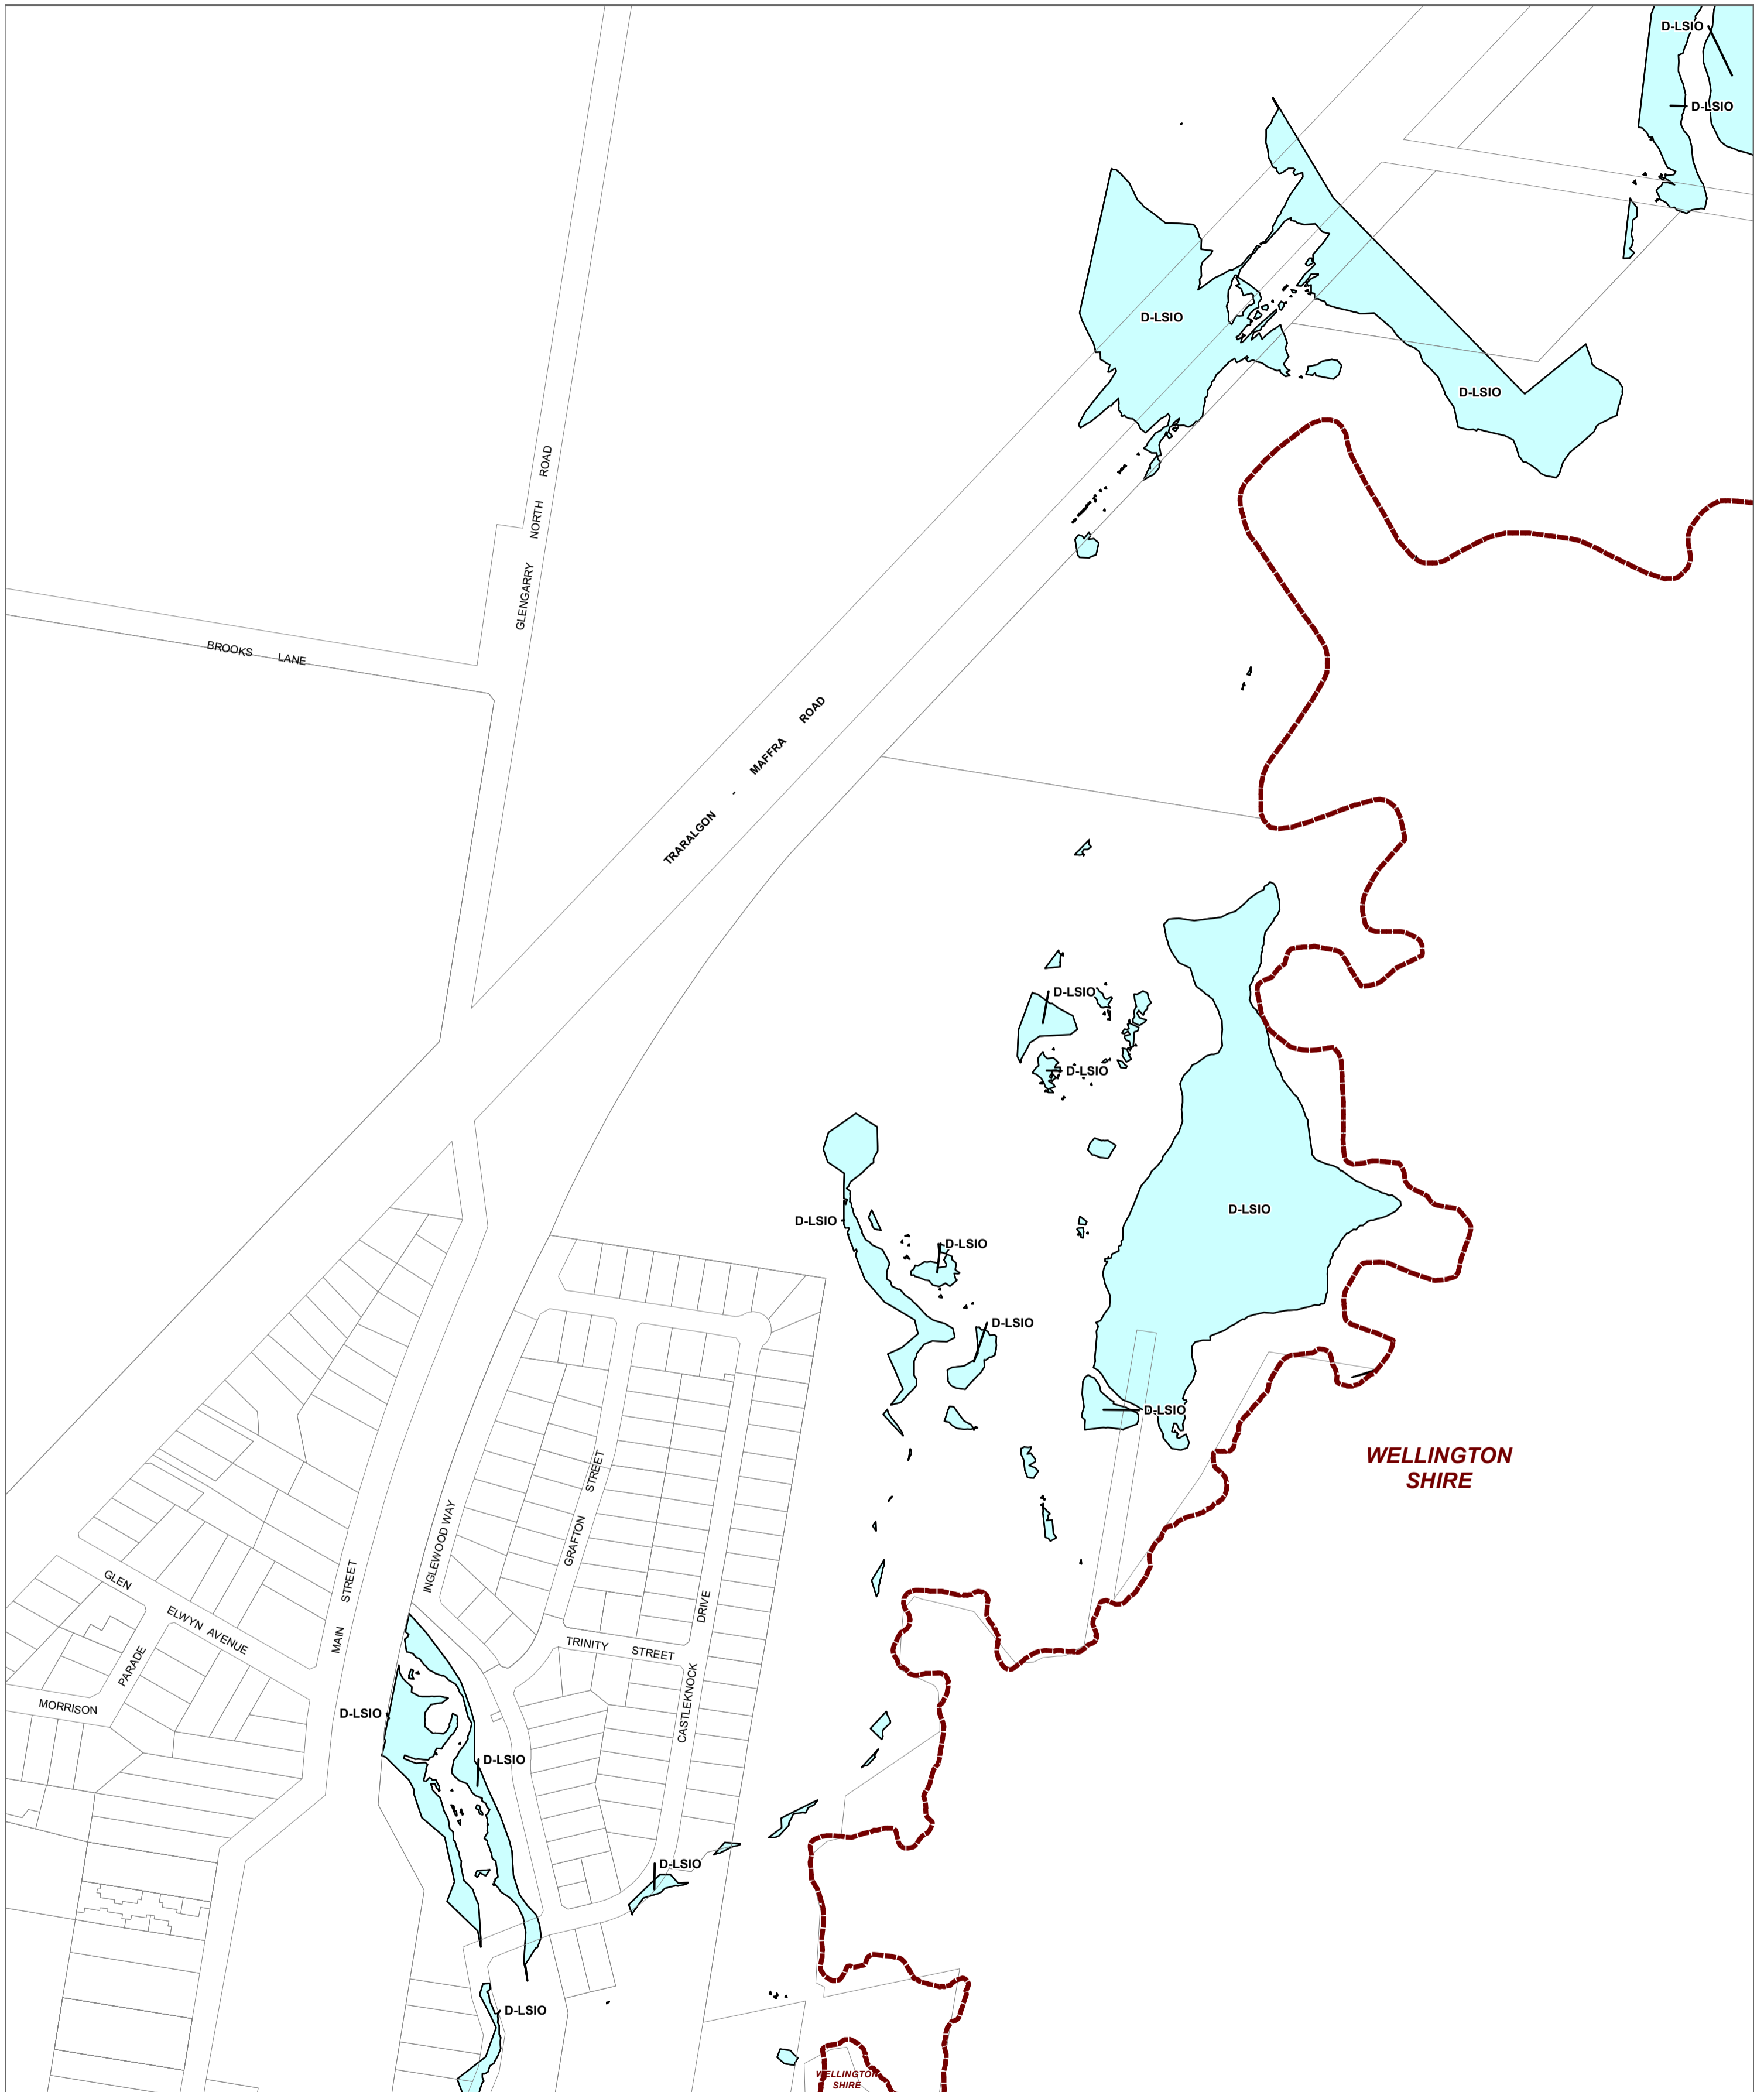 D-LSIO
D-LSIO
D-LSIO
D-LSIO
GLENGARRY NORTH ROAD
BROOKS LANE
TRARALGON - MAFFRA ROAD
D-LSIO
D-LSIO
D-LSIO
D-LSIO
D-LSIO
D-LSIO
D-LSIO
WELLINGTON
SHIRE
INGLEWOOD WAY
GRAFTON STREET
MAIN STREET
GLEN
ELWYN AVENUE
DRIVE
TRINITY STREET
PARADE
CASTLEKNOCK
MORRISON
D-LSIO
D-LSIO
D-LSIO
D-LSIO
WELLINGTON
SHIRE